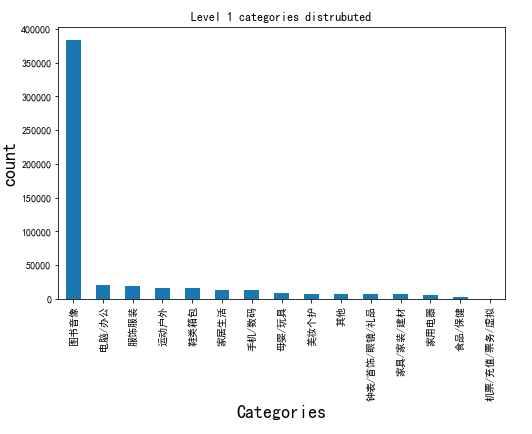 Level 1 categories distrubuted
count
400000
350000
300000
250000
200000
150000
100000
50000
0
图书音像
电脑/办公
服饰服装
运动户外
鞋类箱包
家居生活
手机/数码
母婴/玩具
美妆个护
其他
钟表/首饰/眼镜/礼品
家具/家装/建材
家用电器
食品/保健
机票/充值/票务/虚拟
Categories